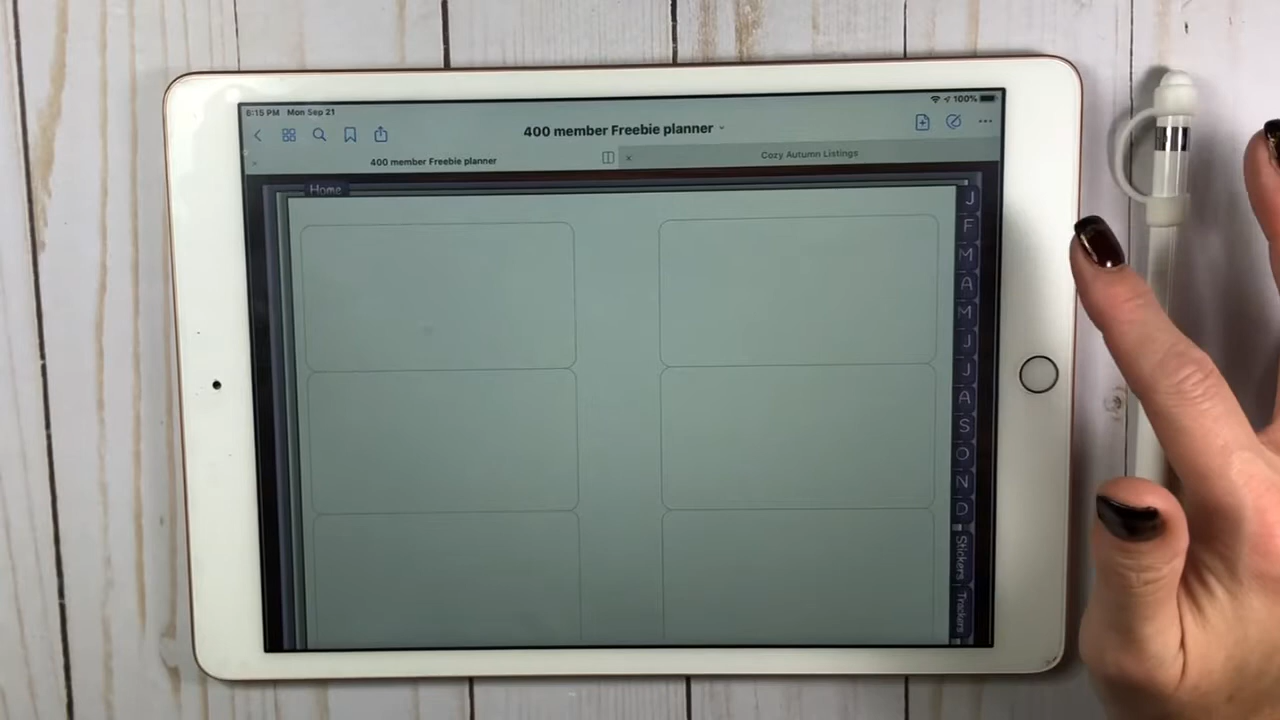 6:15 PM Mon Sep 21
100%
400 member Freebie planner
400 member Freebie planner
Cozy Autumn Listings
Home
J
F
M
A
M
J
J
A
S
O
N
D
Stickers
Trackers